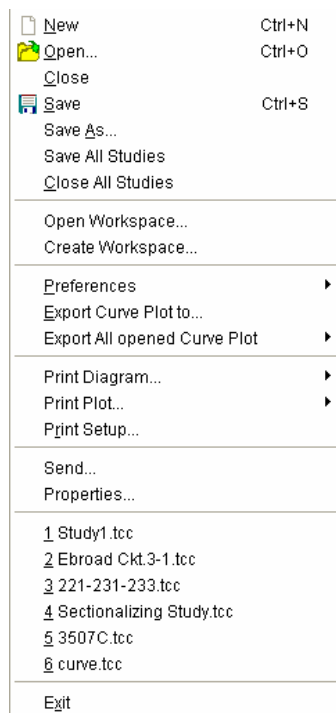 New Ctrl+N
Open... Ctrl+O
Close
Save Ctrl+S
Save As...
Save All Studies
Close All Studies
Open Workspace...
Create Workspace...
Preferences
Export Curve Plot to...
Export All opened Curve Plot
Print Diagram...
Print Plot...
Print Setup...
Send...
Properties...
1 Study1.tcc
2 Ebroad Ckt.3-1.tcc
3 221-231-233.tcc
4 Sectionalizing Study.tcc
5 3507C.tcc
6 curve.tcc
Exit